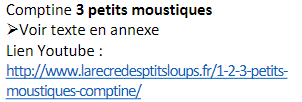 Comptine 3 petits moustiques
➢Voir texte en annexe
Lien Youtube :
http://www.larecredesptitsloups.fr/1-2-3-petits-
moustiques-comptine/